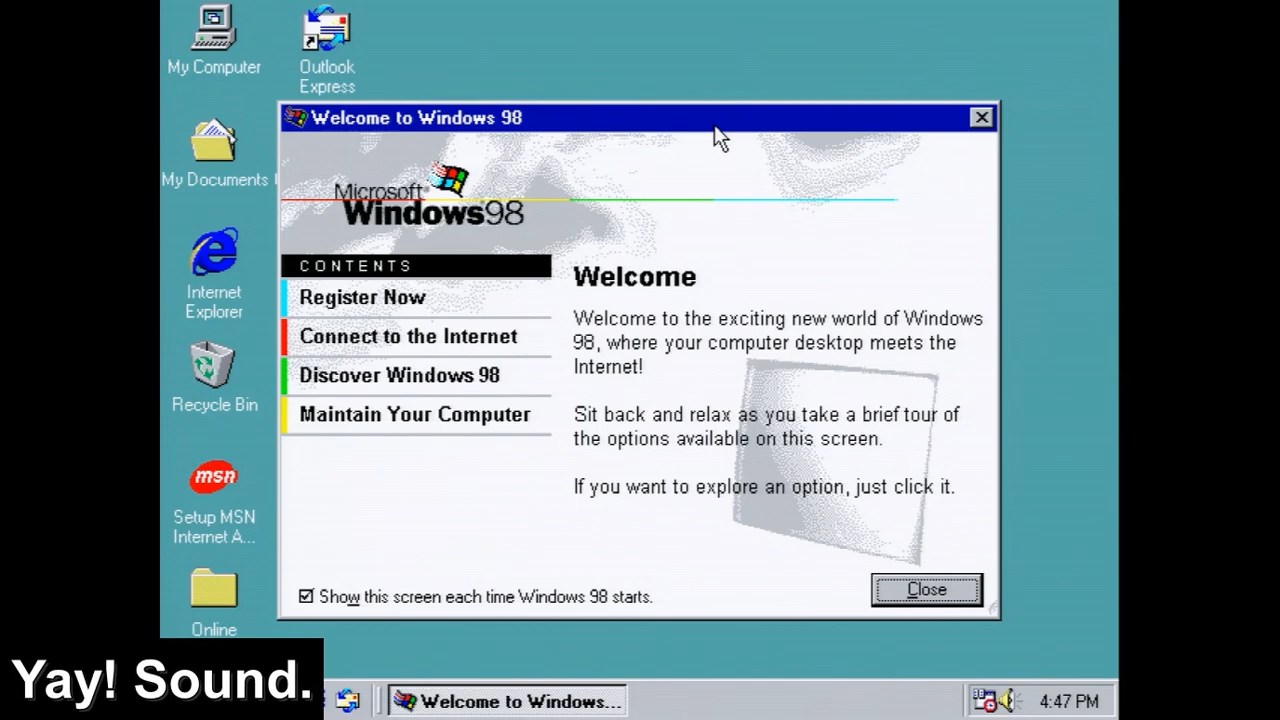 My Computer
Outlook
Express
My Documents
Internet
Explorer
Recycle Bin
msn
Setup MSN
Internet A...
Online
Welcome to Windows 98
Microsoft
Windows98
CONTENTS
Register Now
Connect to the Internet
Discover Windows 98
Maintain Your Computer
Welcome
Welcome to the exciting new world of Windows
98, where your computer desktop meets the
Internet!
Sit back and relax as you take a brief tour of
the options available on this screen.
If you want to explore an option, just click it.
Show this screen each time Windows 98 starts.
Close
Yay! Sound.
Welcome to Windows...
4:47 PM